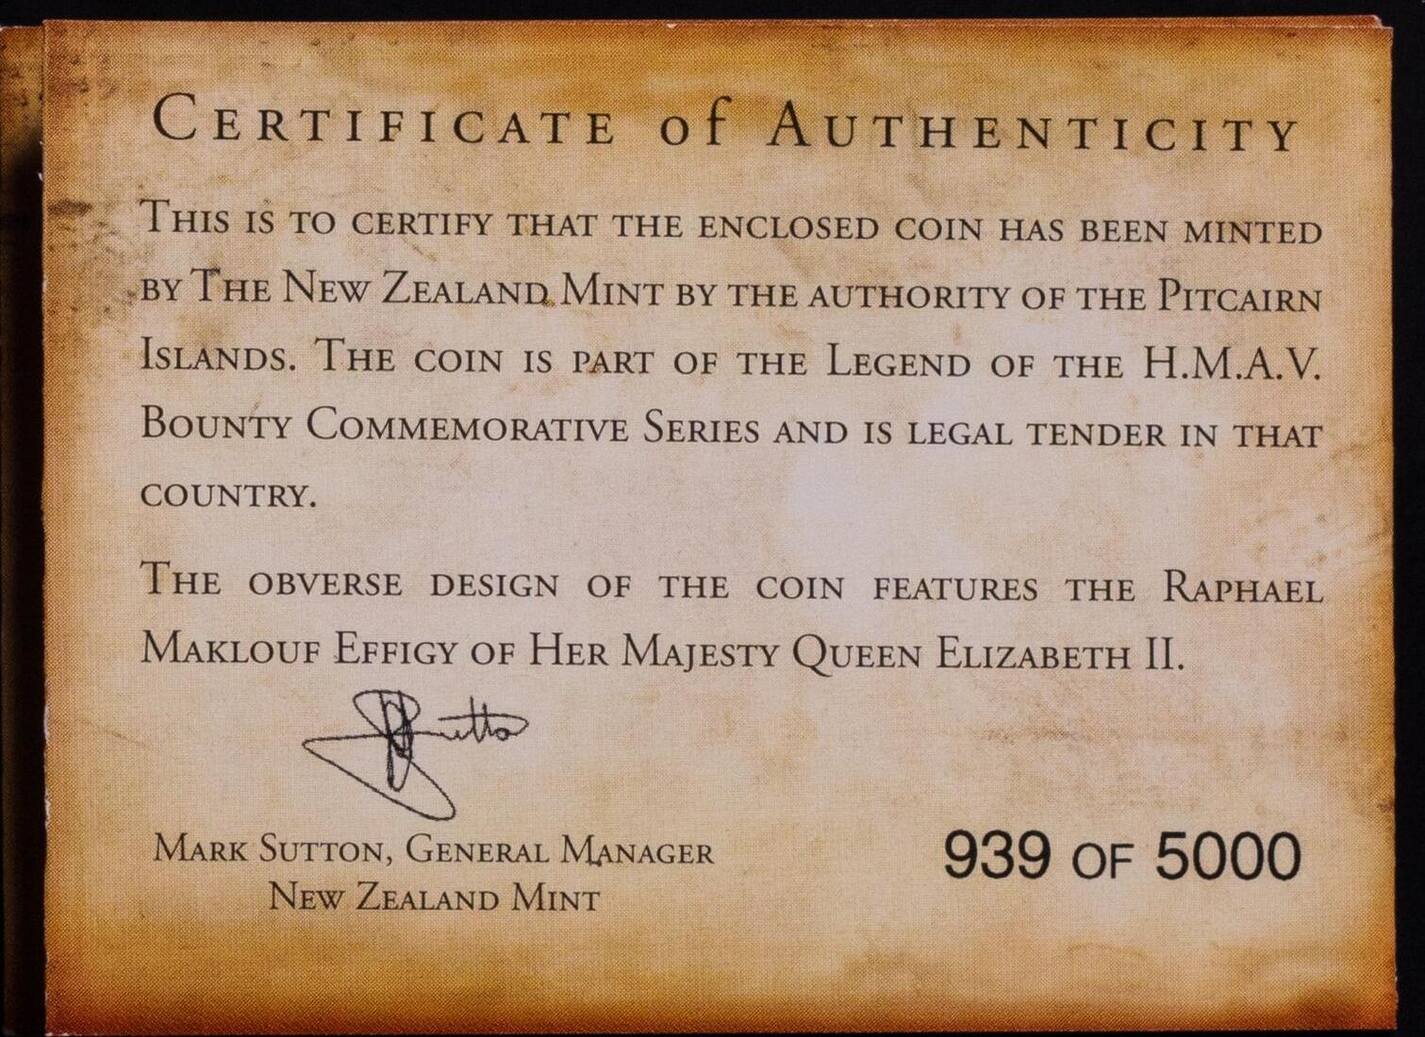 CERTIFICATE of AUTHENTICITY
THIS IS TO CERTIFY THAT THE ENCLOSED COIN HAS BEEN MINTED
BY THE NEW ZEALAND MINT BY THE AUTHORITY OF THE PITCAIRN
ISLANDS. THE COIN IS PART OF THE LEGEND OF THE H.M.A.V.
BOUNTY COMMEMORATIVE SERIES AND IS LEGAL TENDER IN THAT
COUNTRY.
THE OBVERSE DESIGN OF THE COIN FEATURES THE RAPHAEL
MAKLOUF EFFIGY OF HER MAJESTY QUEEN ELIZABETH II.
MARK SUTTON, GENERAL MANAGER
NEW ZEALAND MINT
939 OF 5000